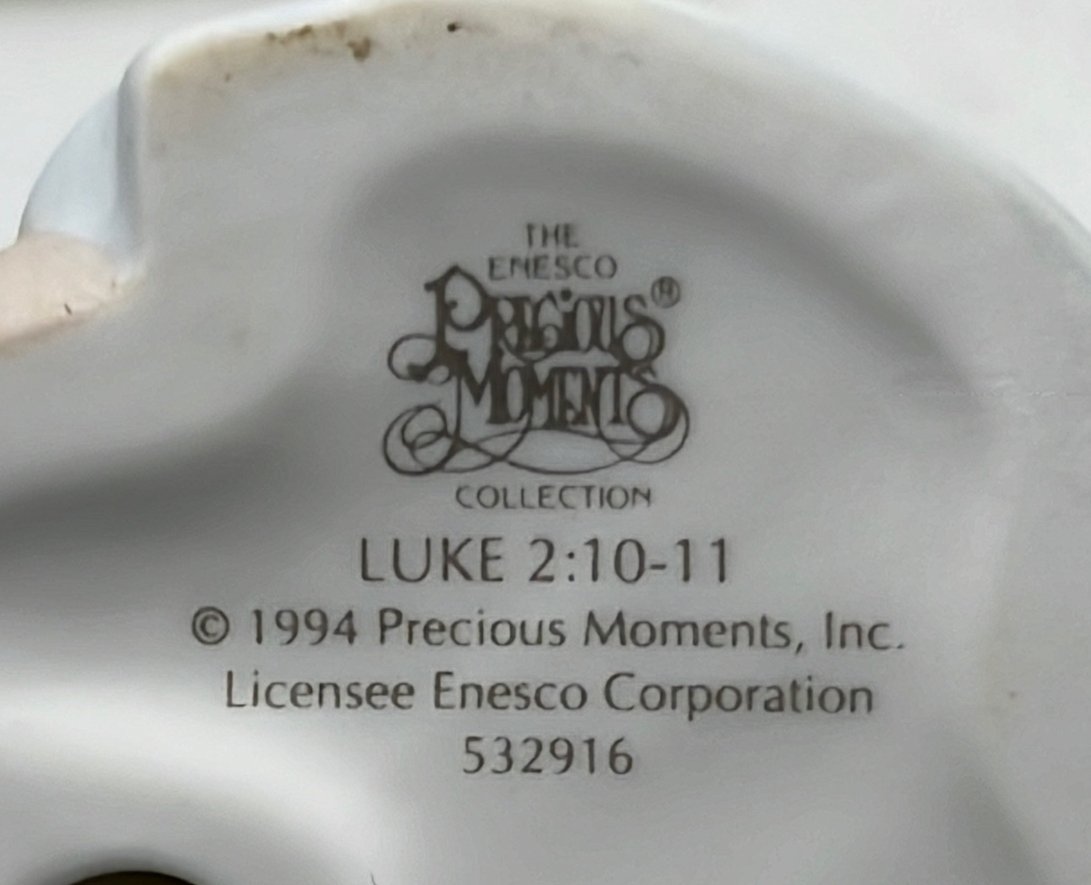 THE
ENESCO
PRECIOUS®
MOMENTS
COLLECTION
LUKE 2:10-11
© 1994 Precious Moments, Inc.
Licensee Enesco Corporation
532916